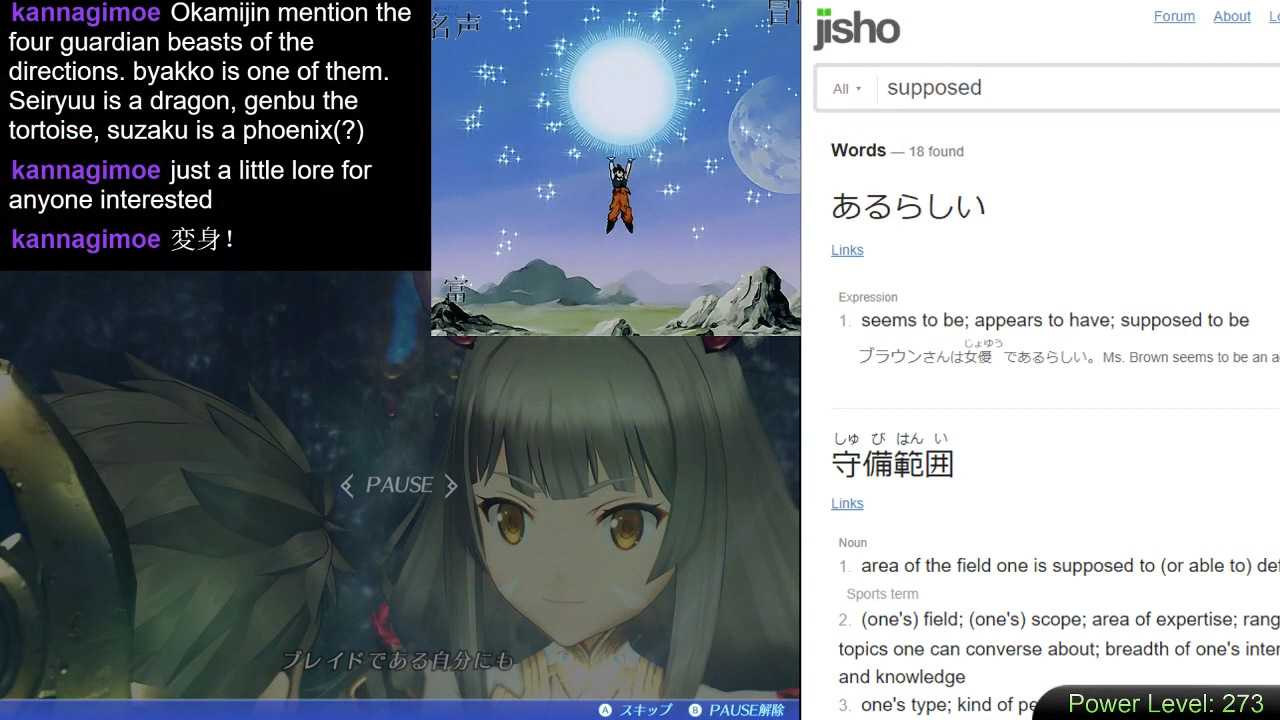 kannagimoe Okamijin mention the
four guardian beasts of the
directions. byakko is one of them.
Seiryuu is a dragon, genbu the
tortoise, suzaku is a phoenix(?)
kannagimoe just a little lore for
anyone interested
kannagimoe 変身！
名声
富
< PAUSE >
ブレイドである自分にも
A スキップ B PAUSE解除
jisho
Forum About
All supposed
Words — 18 found
あるらしい
Links
Expression
1. seems to be; appears to have; supposed to be
じょゆう
ブラウンさんは女優であるらしい。Ms. Brown seems to be an
しゅ び はん い
守備範囲
Links
Noun
1. area of the field one is supposed to (or able to)
Sports term
2. (one's) field; (one's) scope; area of expertise;
topics one can converse about; breadth of one's
and knowledge
3. one's type; kind of
Power Level: 273